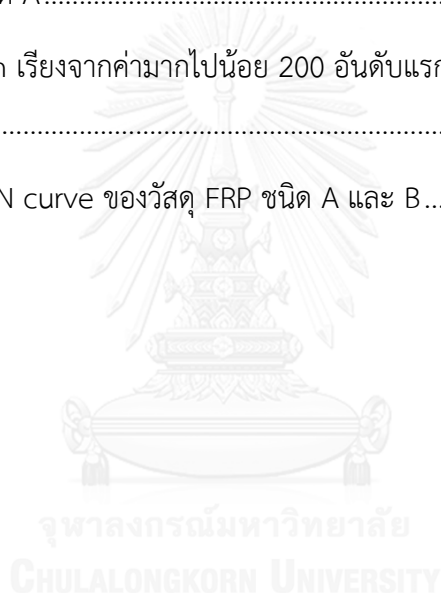 A................................................
n เรียงจากค่ามากไปน้อย 200 อันดับแรก
................................................................
N curve ของวัสดุ FRP ชนิด A และ B...
จุฬาลงกรณ์มหาวิทยาลัย
CHULALONGKORN UNIVERSITY